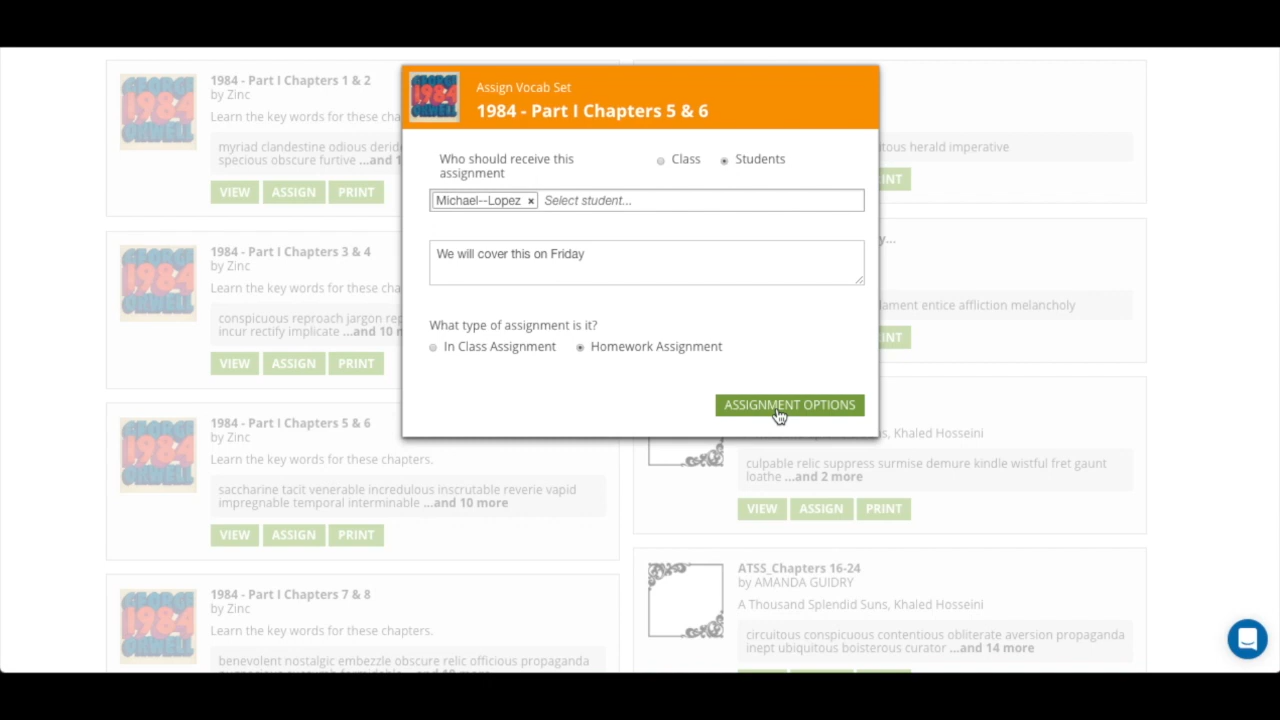 1984 - Part I Chapters 1 & 2
by Zinc
Learn the key words for these cha
myriad clandestine odious deride
specious obscure furtive ...and 1
VIEW ASSIGN PRINT
1984 - Part I Chapters 3 & 4
by Zinc
Learn the key words for these cha
conspicuous reproach jargon rep
incur rectify implicate ...and 10 m
VIEW ASSIGN PRINT
1984 - Part I Chapters 5 & 6
by Zinc
Learn the key words for these chapters.
saccharine tacit venerable incredulous inscrutable reverie vapid
impregnable temporal interminable ...and 10 more
VIEW ASSIGN PRINT
1984 - Part I Chapters 7 & 8
by Zinc
Learn the key words for these chapters.
benevolent nostalgic embezzle obscure relic officious propaganda
GEORGE
1984
ORWELL
Assign Vocab Set
1984 - Part I Chapters 5 & 6
Who should receive this
assignment
Class Students
Michael--Lopez × Select student...
We will cover this on Friday
What type of assignment is it?
In Class Assignment Homework Assignment
ASSIGNMENT OPTIONS
itous herald imperative
INT
y...
lament entice affliction melancholy
INT
s, Khaled Hosseini
culpable relic suppress surmise demure kindle wistful fret gaunt
loathe ...and 2 more
VIEW ASSIGN PRINT
ATSS_Chapters 16-24
by AMANDA GUIDRY
A Thousand Splendid Suns, Khaled Hosseini
circuitous conspicuous contentious obliterate aversion propaganda
inept ubiquitous boisterous curator ...and 14 more